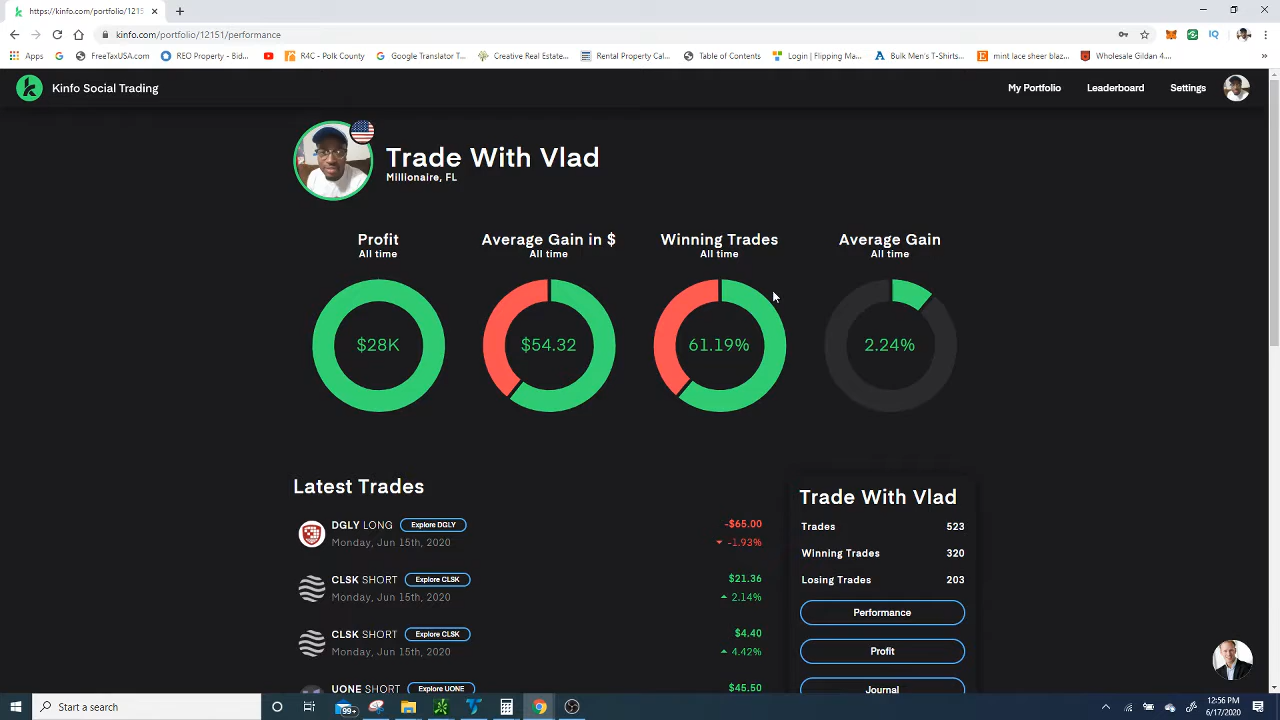 https://kinfo.com/portfolio/1215
kinfo.com/portfolio/12151/performance
IQ
Apps
FreeTaxUSA.com
REO Property - Bid...
R4C - Polk County
Google Translator T...
Creative Real Estate...
Rental Property Cal...
Table of Contents
Login | Flipping Ma...
Bulk Men's T-Shirts...
mint lace sheer blaz...
Wholesale Gildan 4....
Kinfo Social Trading
My Portfolio
Leaderboard
Settings
Trade With Vlad
Millionaire, FL
Profit
All time
$28K
Average Gain in $
All time
$54.32
Winning Trades
All time
61.19%
Average Gain
All time
2.24%
Latest Trades
DGLY LONG Explore DGLY
-$65.00
Monday, Jun 15th, 2020
-1.93%
CLSK SHORT Explore CLSK
$21.36
Monday, Jun 15th, 2020
2.14%
CLSK SHORT Explore CLSK
$4.40
Monday, Jun 15th, 2020
4.42%
UONE SHORT Explore UONE
$45.50
Trade With Vlad
Trades 523
Winning Trades 320
Losing Trades 203
Performance
Profit
Journal
Start a search
99+
12:56 PM
6/17/2020